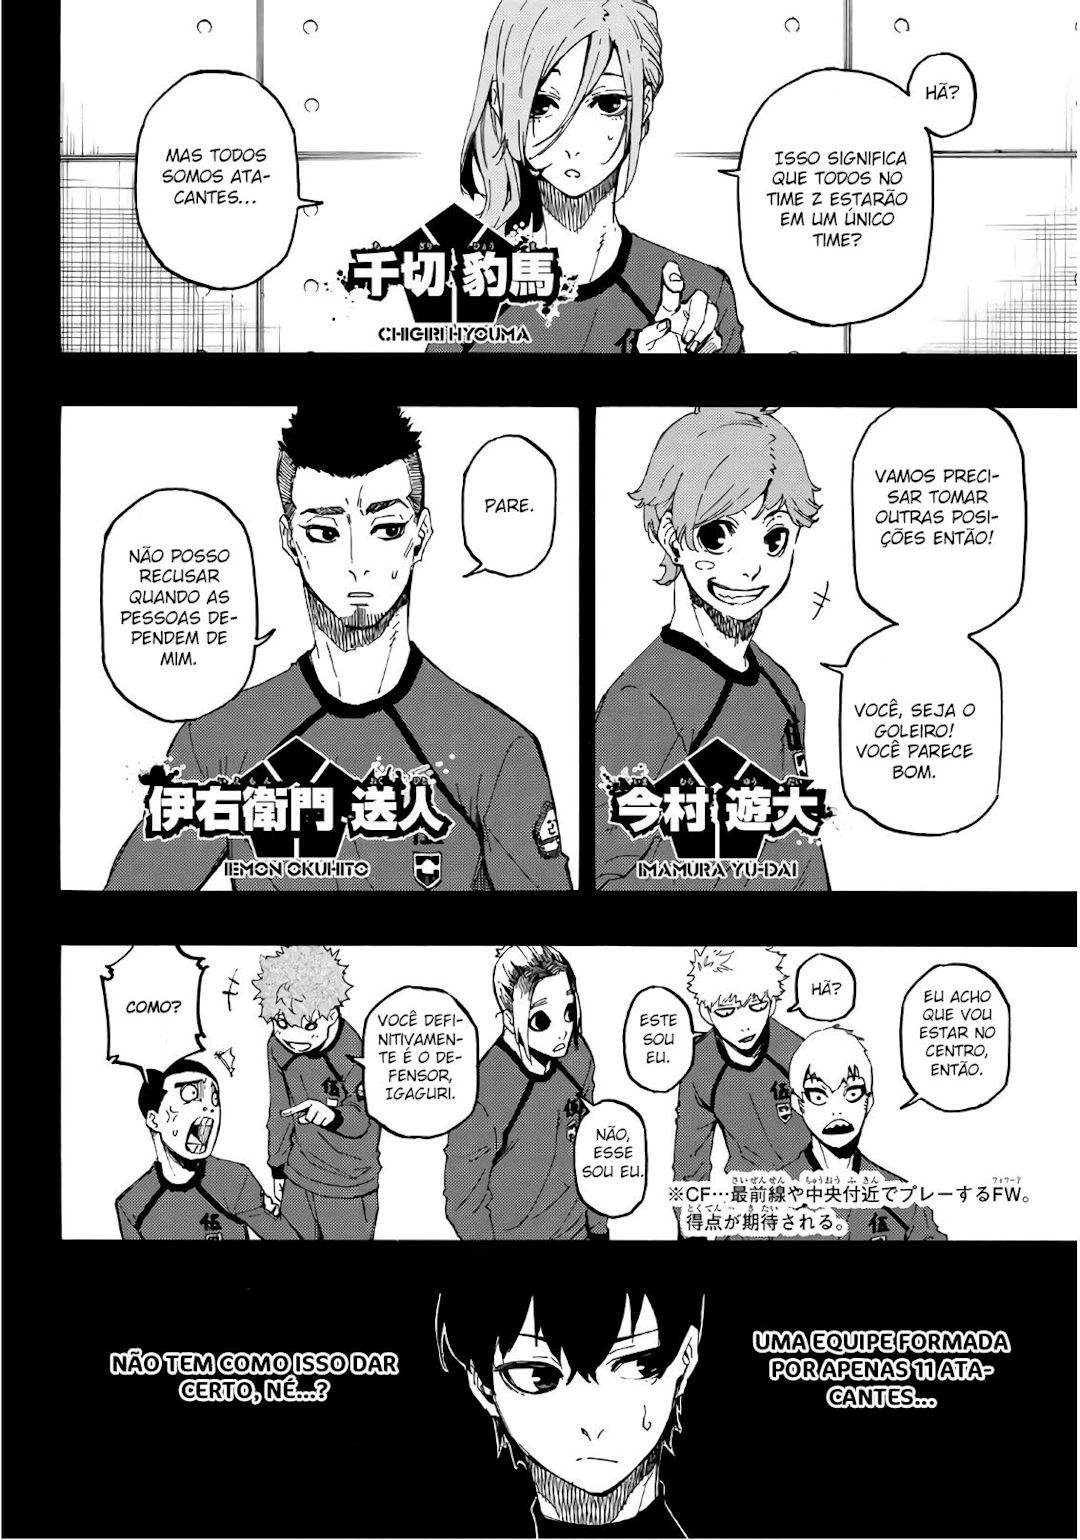 HÃ?
ISSO SIGNIFICA
QUE TODOS NO
TIME Z ESTARÃO
EM UM ÚNICO
TIME?
MAS TODOS
SOMOS ATA-
CANTES...
千切 豹馬
CHIGIRI HYOUMA
VAMOS PRECI-
SAR TOMAR
OUTRAS POSI-
ÇÕES ENTÃO!
VOCÊ, SEJA O
GOLEIRO!
VOCÊ PARECE
BOM.
今村 遊大
IMAMURA YU-DAI
PARE.
NÃO POSSO
RECUSAR
QUANDO AS
PESSOAS DE-
PENDEM DE
MIM.
伊右衛門 送人
IEMON OKUHITO
EU ACHO
QUE VOU
ESTAR NO
CENTRO,
ENTÃO.
HÃ?
ESTE
SOU EU.
NÃO,
ESSE
SOU EU.
VOCÊ DEFI-
NITIVAMENTE
É O DE-
FENSOR,
IGAGURI.
COMO?
※CF…最前線や中央付近でプレーするFW。
得点が期待される。
UMA EQUIPE FORMADA
POR APENAS 11 ATA-
CANTES...
NÃO TEM COMO ISSO DAR
CERTO, NÉ...?